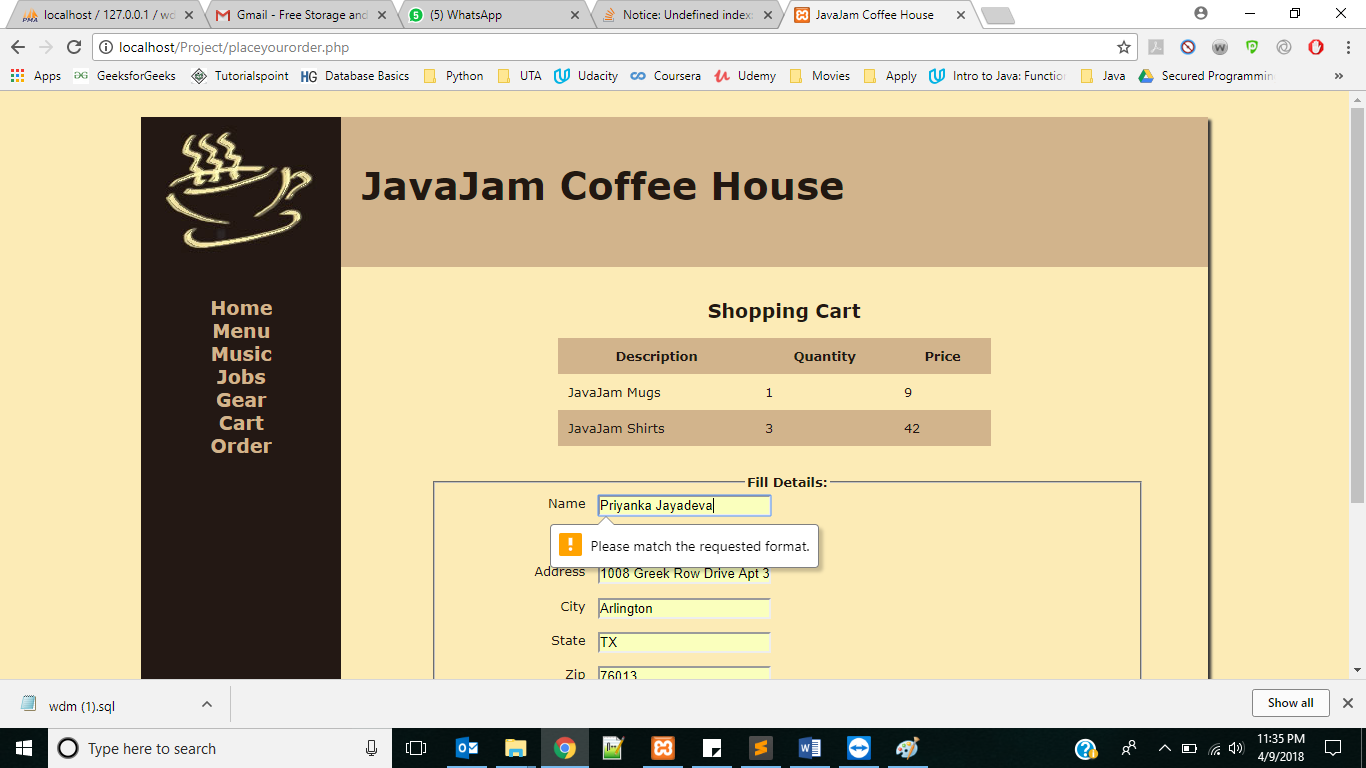 localhost / 127.0.0.1 / wd
Gmail - Free Storage and
(5) WhatsApp
Notice: Undefined index:
JavaJam Coffee House
localhost/Project/placeyourorder.php
Apps GeeksforGeeks Tutorialspoint HG Database Basics Python UTA Udacity Coursera Udemy Movies Apply Intro to Java: Functio Java Secured Programmin »
JavaJam Coffee House
Home
Menu
Music
Jobs
Gear
Cart
Order
Shopping Cart
Description Quantity Price
JavaJam Mugs 1 9
JavaJam Shirts 3 42
Fill Details:
Name Priyanka Jayadeva
Please match the requested format.
Address 1008 Greek Row Drive Apt 3
City Arlington
State TX
Zip 76013
wdm (1).sql
Show all
Type here to search
11:35 PM
4/9/2018